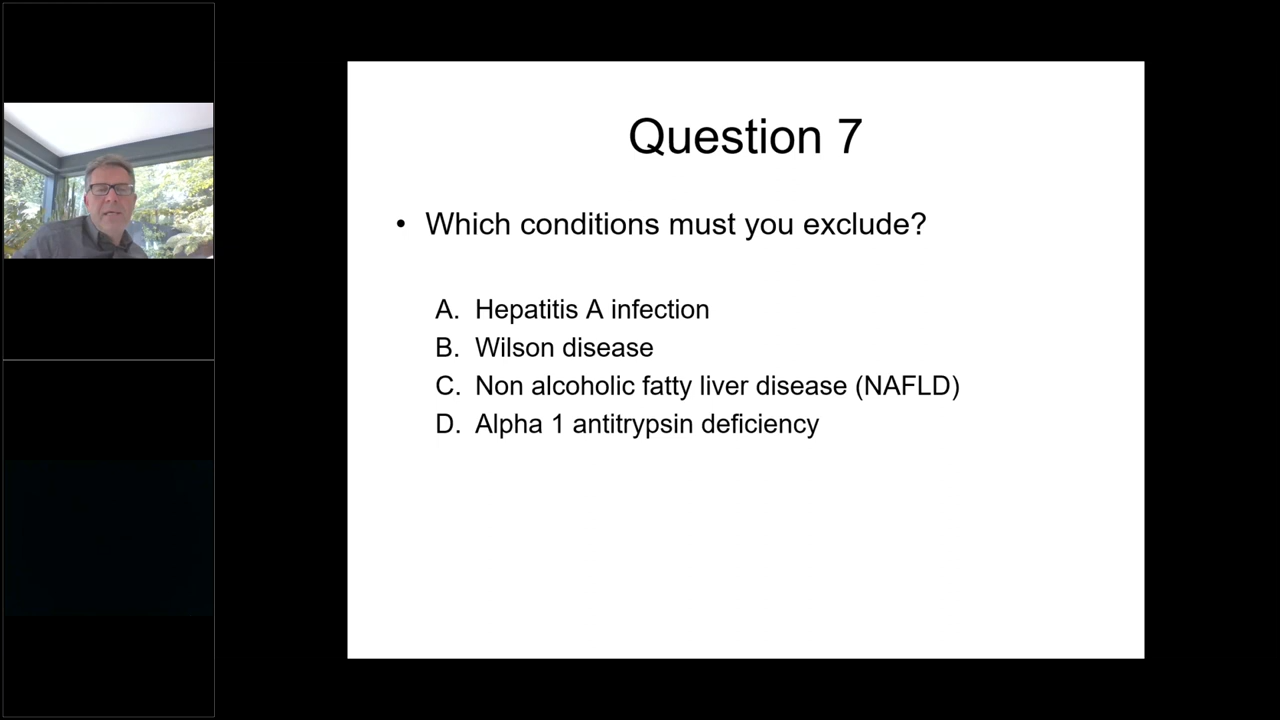 Question 7
• Which conditions must you exclude?
A. Hepatitis A infection
B. Wilson disease
C. Non alcoholic fatty liver disease (NAFLD)
D. Alpha 1 antitrypsin deficiency